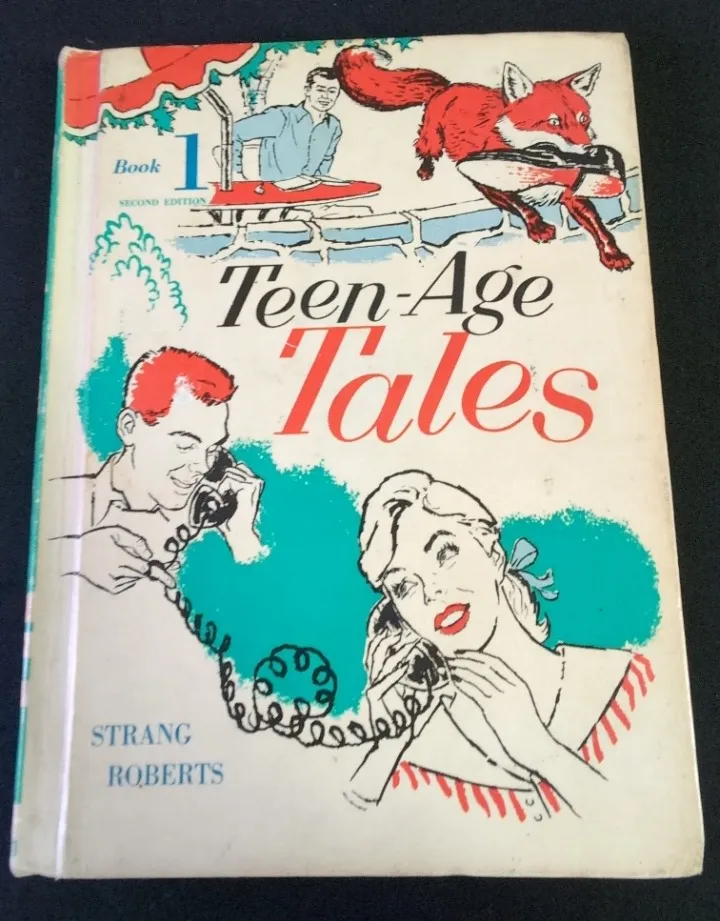 Book 1
SECOND EDITION
Teen-Age
Tales
STRANG
ROBERTS